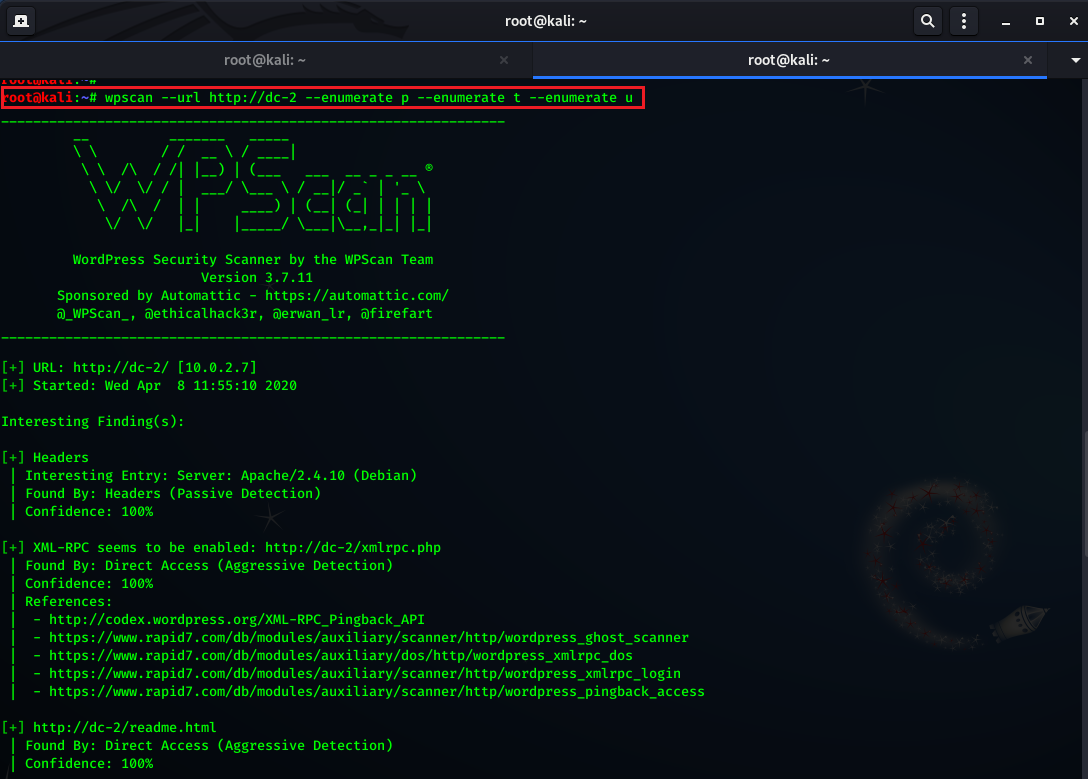 root@kali: ~
root@kali: ~
root@kali: ~
root@kali:~#
root@kali:~# wpscan --url http://dc-2 --enumerate p --enumerate t --enumerate u
WPScan ®
WordPress Security Scanner by the WPScan Team
Version 3.7.11
Sponsored by Automattic - https://automattic.com/
@_WPScan_, @ethicalhack3r, @erwan_lr, @firefart
[+] URL: http://dc-2/ [10.0.2.7]
[+] Started: Wed Apr  8 11:55:10 2020
Interesting Finding(s):
[+] Headers
| Interesting Entry: Server: Apache/2.4.10 (Debian)
| Found By: Headers (Passive Detection)
| Confidence: 100%
[+] XML-RPC seems to be enabled: http://dc-2/xmlrpc.php
| Found By: Direct Access (Aggressive Detection)
| Confidence: 100%
| References:
|  - http://codex.wordpress.org/XML-RPC_Pingback_API
|  - https://www.rapid7.com/db/modules/auxiliary/scanner/http/wordpress_ghost_scanner
|  - https://www.rapid7.com/db/modules/auxiliary/dos/http/wordpress_xmlrpc_dos
|  - https://www.rapid7.com/db/modules/auxiliary/scanner/http/wordpress_xmlrpc_login
|  - https://www.rapid7.com/db/modules/auxiliary/scanner/http/wordpress_pingback_access
[+] http://dc-2/readme.html
| Found By: Direct Access (Aggressive Detection)
| Confidence: 100%